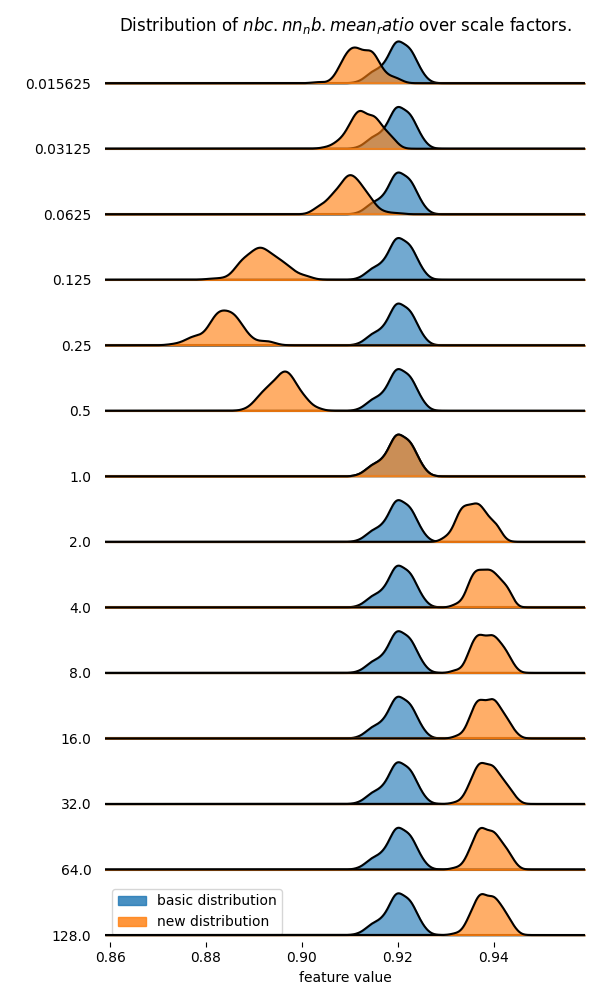 Distribution of nbc.nnₙb.meanᵣatio over scale factors.
0.015625
0.03125
0.0625
0.125
0.25
0.5
1.0
2.0
4.0
8.0
16.0
32.0
64.0
basic distribution
new distribution
128.0
0.86 0.88 0.90 0.92 0.94
feature value